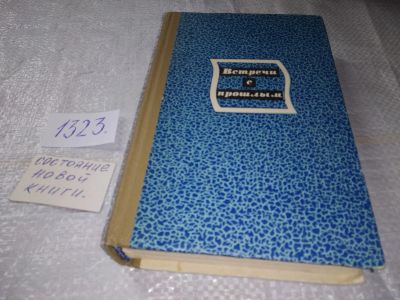 Встречи
с
прошлым
1323.
состояние
новой
книги.